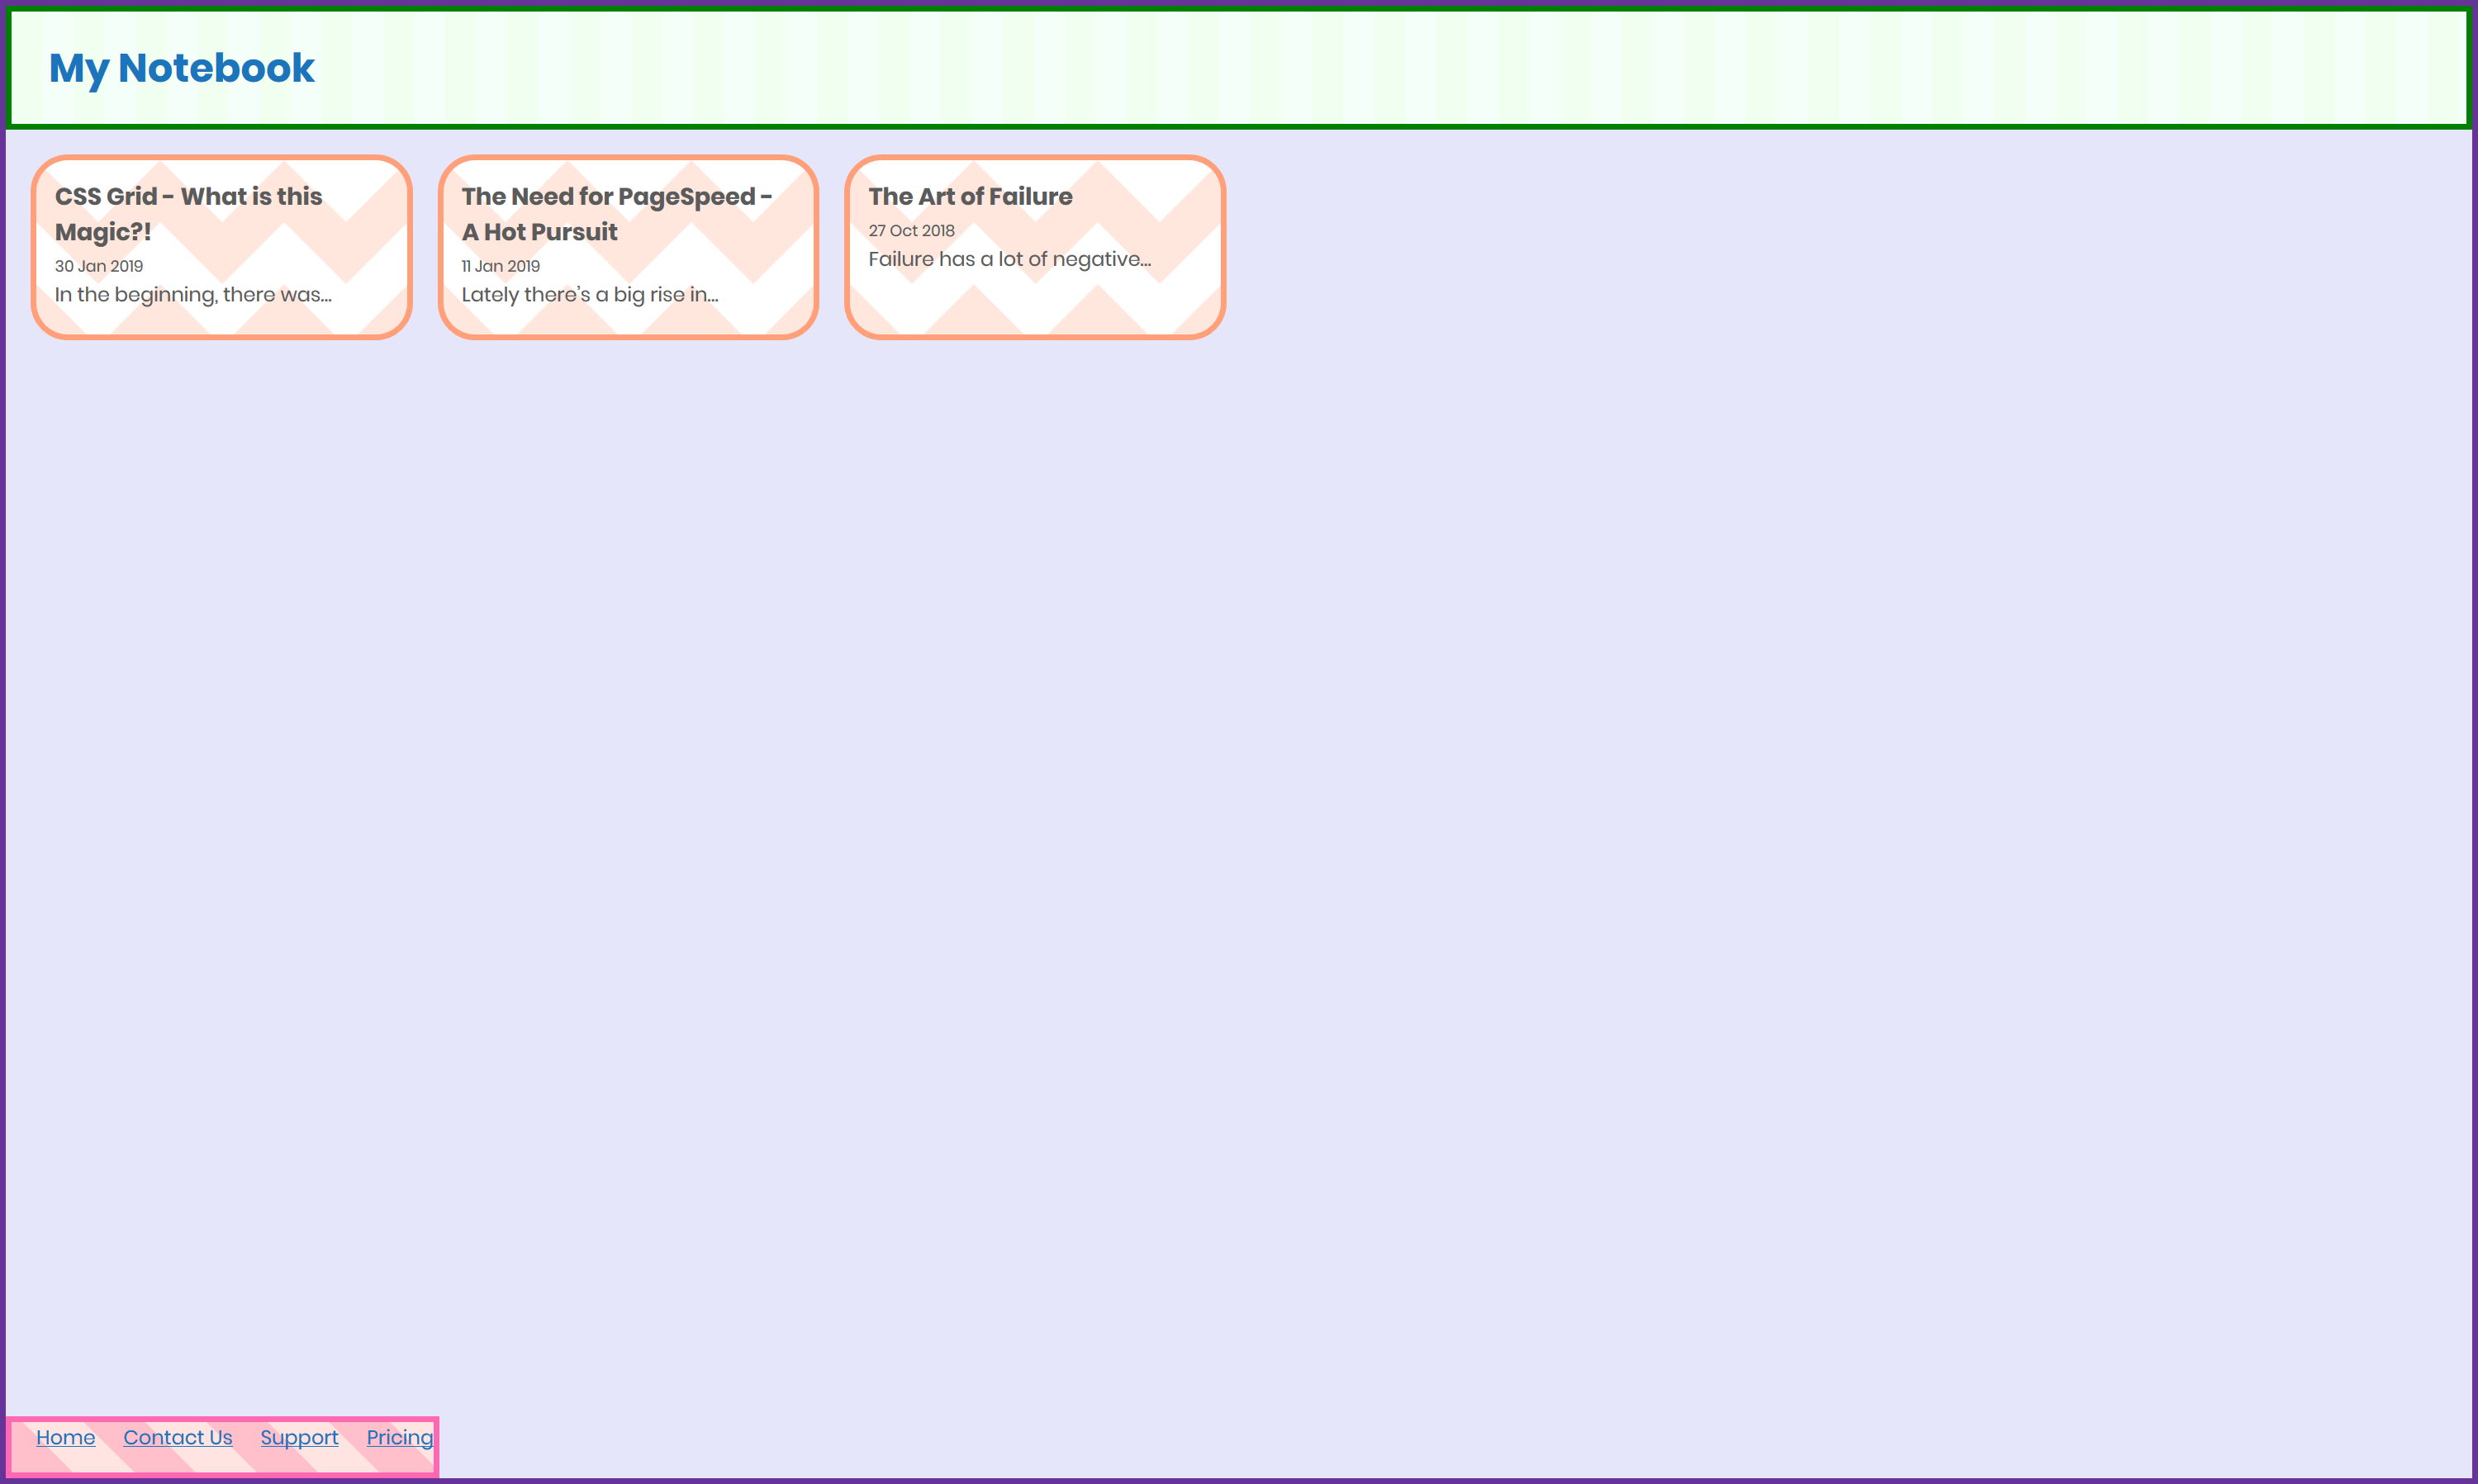 My Notebook
CSS Grid - What is this
Magic?!
30 Jan 2019
In the beginning, there was...
The Need for PageSpeed -
A Hot Pursuit
11 Jan 2019
Lately there's a big rise in...
The Art of Failure
27 Oct 2018
Failure has a lot of negative...
Home Contact Us Support Pricing